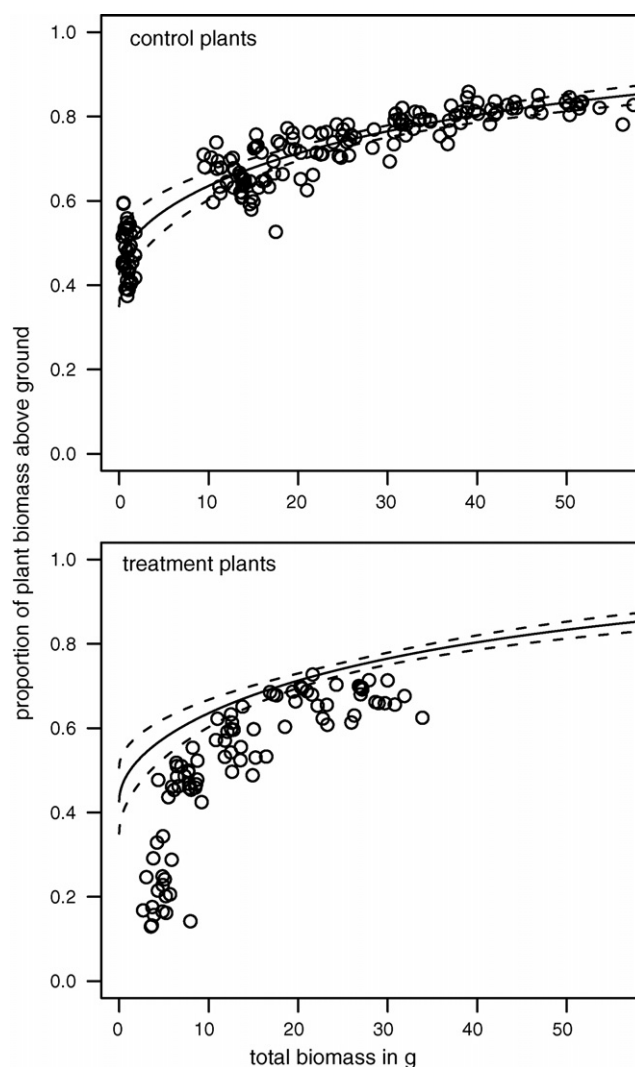 1.0
control plants
0.8
0.6
0.4
0.2
0.0
0 10 20 30 40 50
proportion of plant biomass above ground
1.0
treatment plants
0.8
0.6
0.4
0.2
0.0
0 10 20 30 40 50
total biomass in g